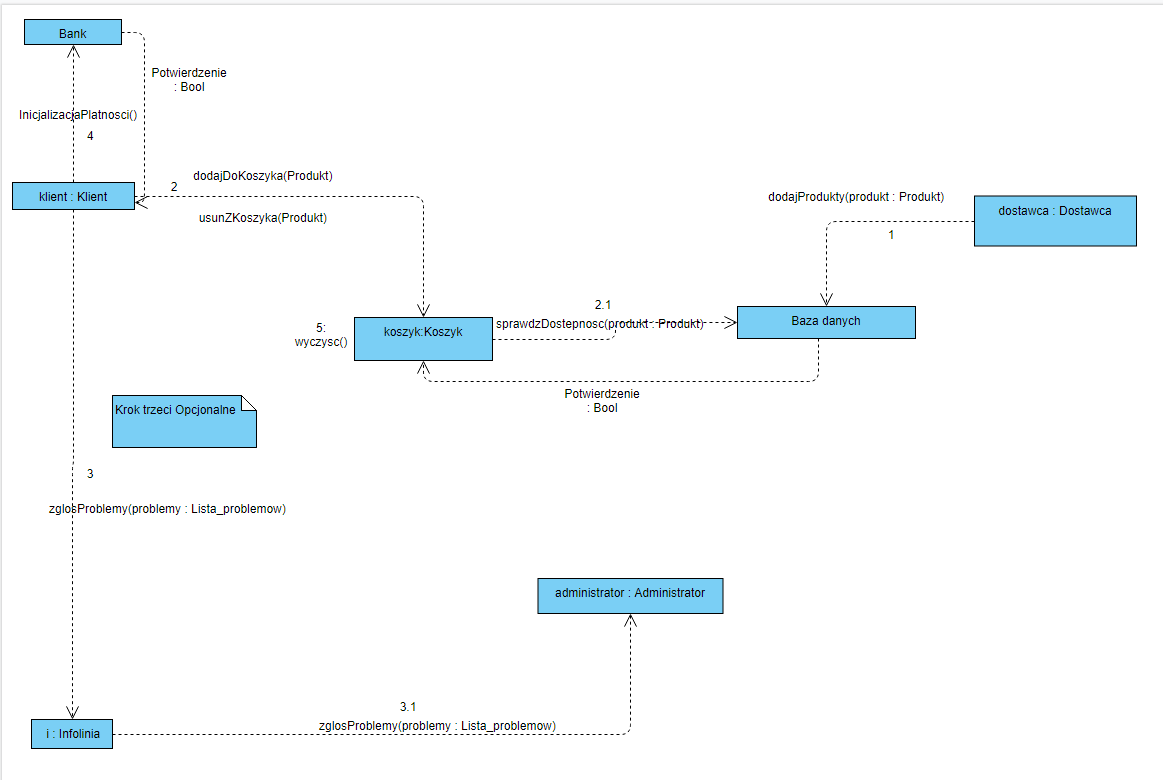 Bank
Potwierdzenie
: Bool
InicjalizacjaPlatnosci()
4
klient : Klient
2
dodajDoKoszyka(Produkt)
usunZKoszyka(Produkt)
dodajProdukty(produkt : Produkt)
1
dostawca : Dostawca
2.1
sprawdzDostepnosc(produkt : Produkt)
Baza danych
5:
wyczysc()
koszyk:Koszyk
Potwierdzenie
: Bool
Krok trzeci Opcjonalne
3
zglosProblemy(problemy : Lista_problemow)
administrator : Administrator
3.1
zglosProblemy(problemy : Lista_problemow)
i : Infolinia